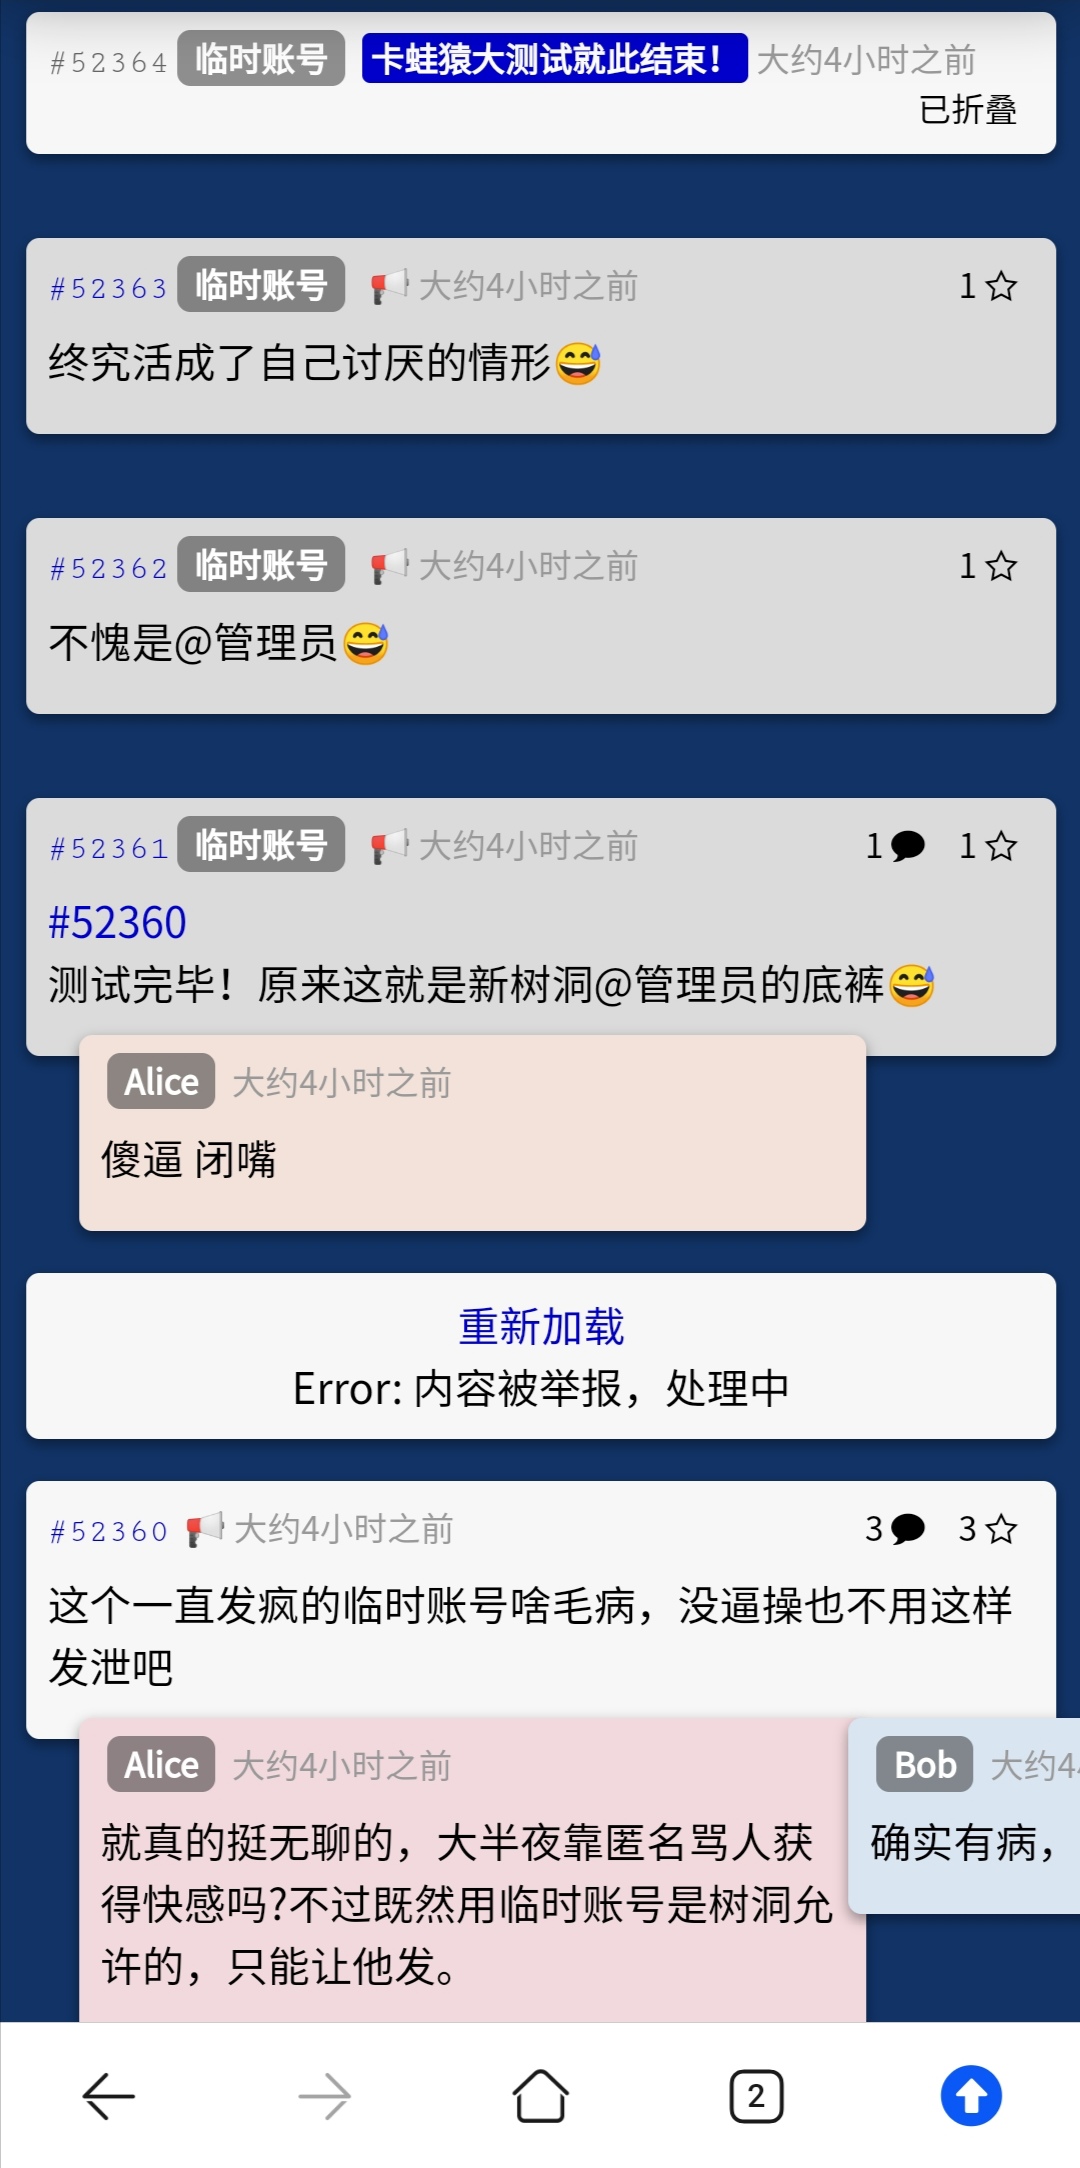 #52364 临时账号 卡蛙猿大测试就此结束！ 大约4小时之前
已折叠
#52363 临时账号 大约4小时之前 1
终究活成了自己讨厌的情形😅
#52362 临时账号 大约4小时之前 1
不愧是@管理员😅
#52361 临时账号 大约4小时之前 1 1
#52360
测试完毕！原来这就是新树洞@管理员的底裤😅
Alice 大约4小时之前
傻逼 闭嘴
重新加载
Error: 内容被举报，处理中
#52360 大约4小时之前 3 3
这个一直发疯的临时账号啥毛病，没逼操也不用这样
发泄吧
Alice 大约4小时之前
就真的挺无聊的，大半夜靠匿名骂人获
得快感吗?不过既然用临时账号是树洞允
许的，只能让他发。
Bob 大约4
确实有病，
2